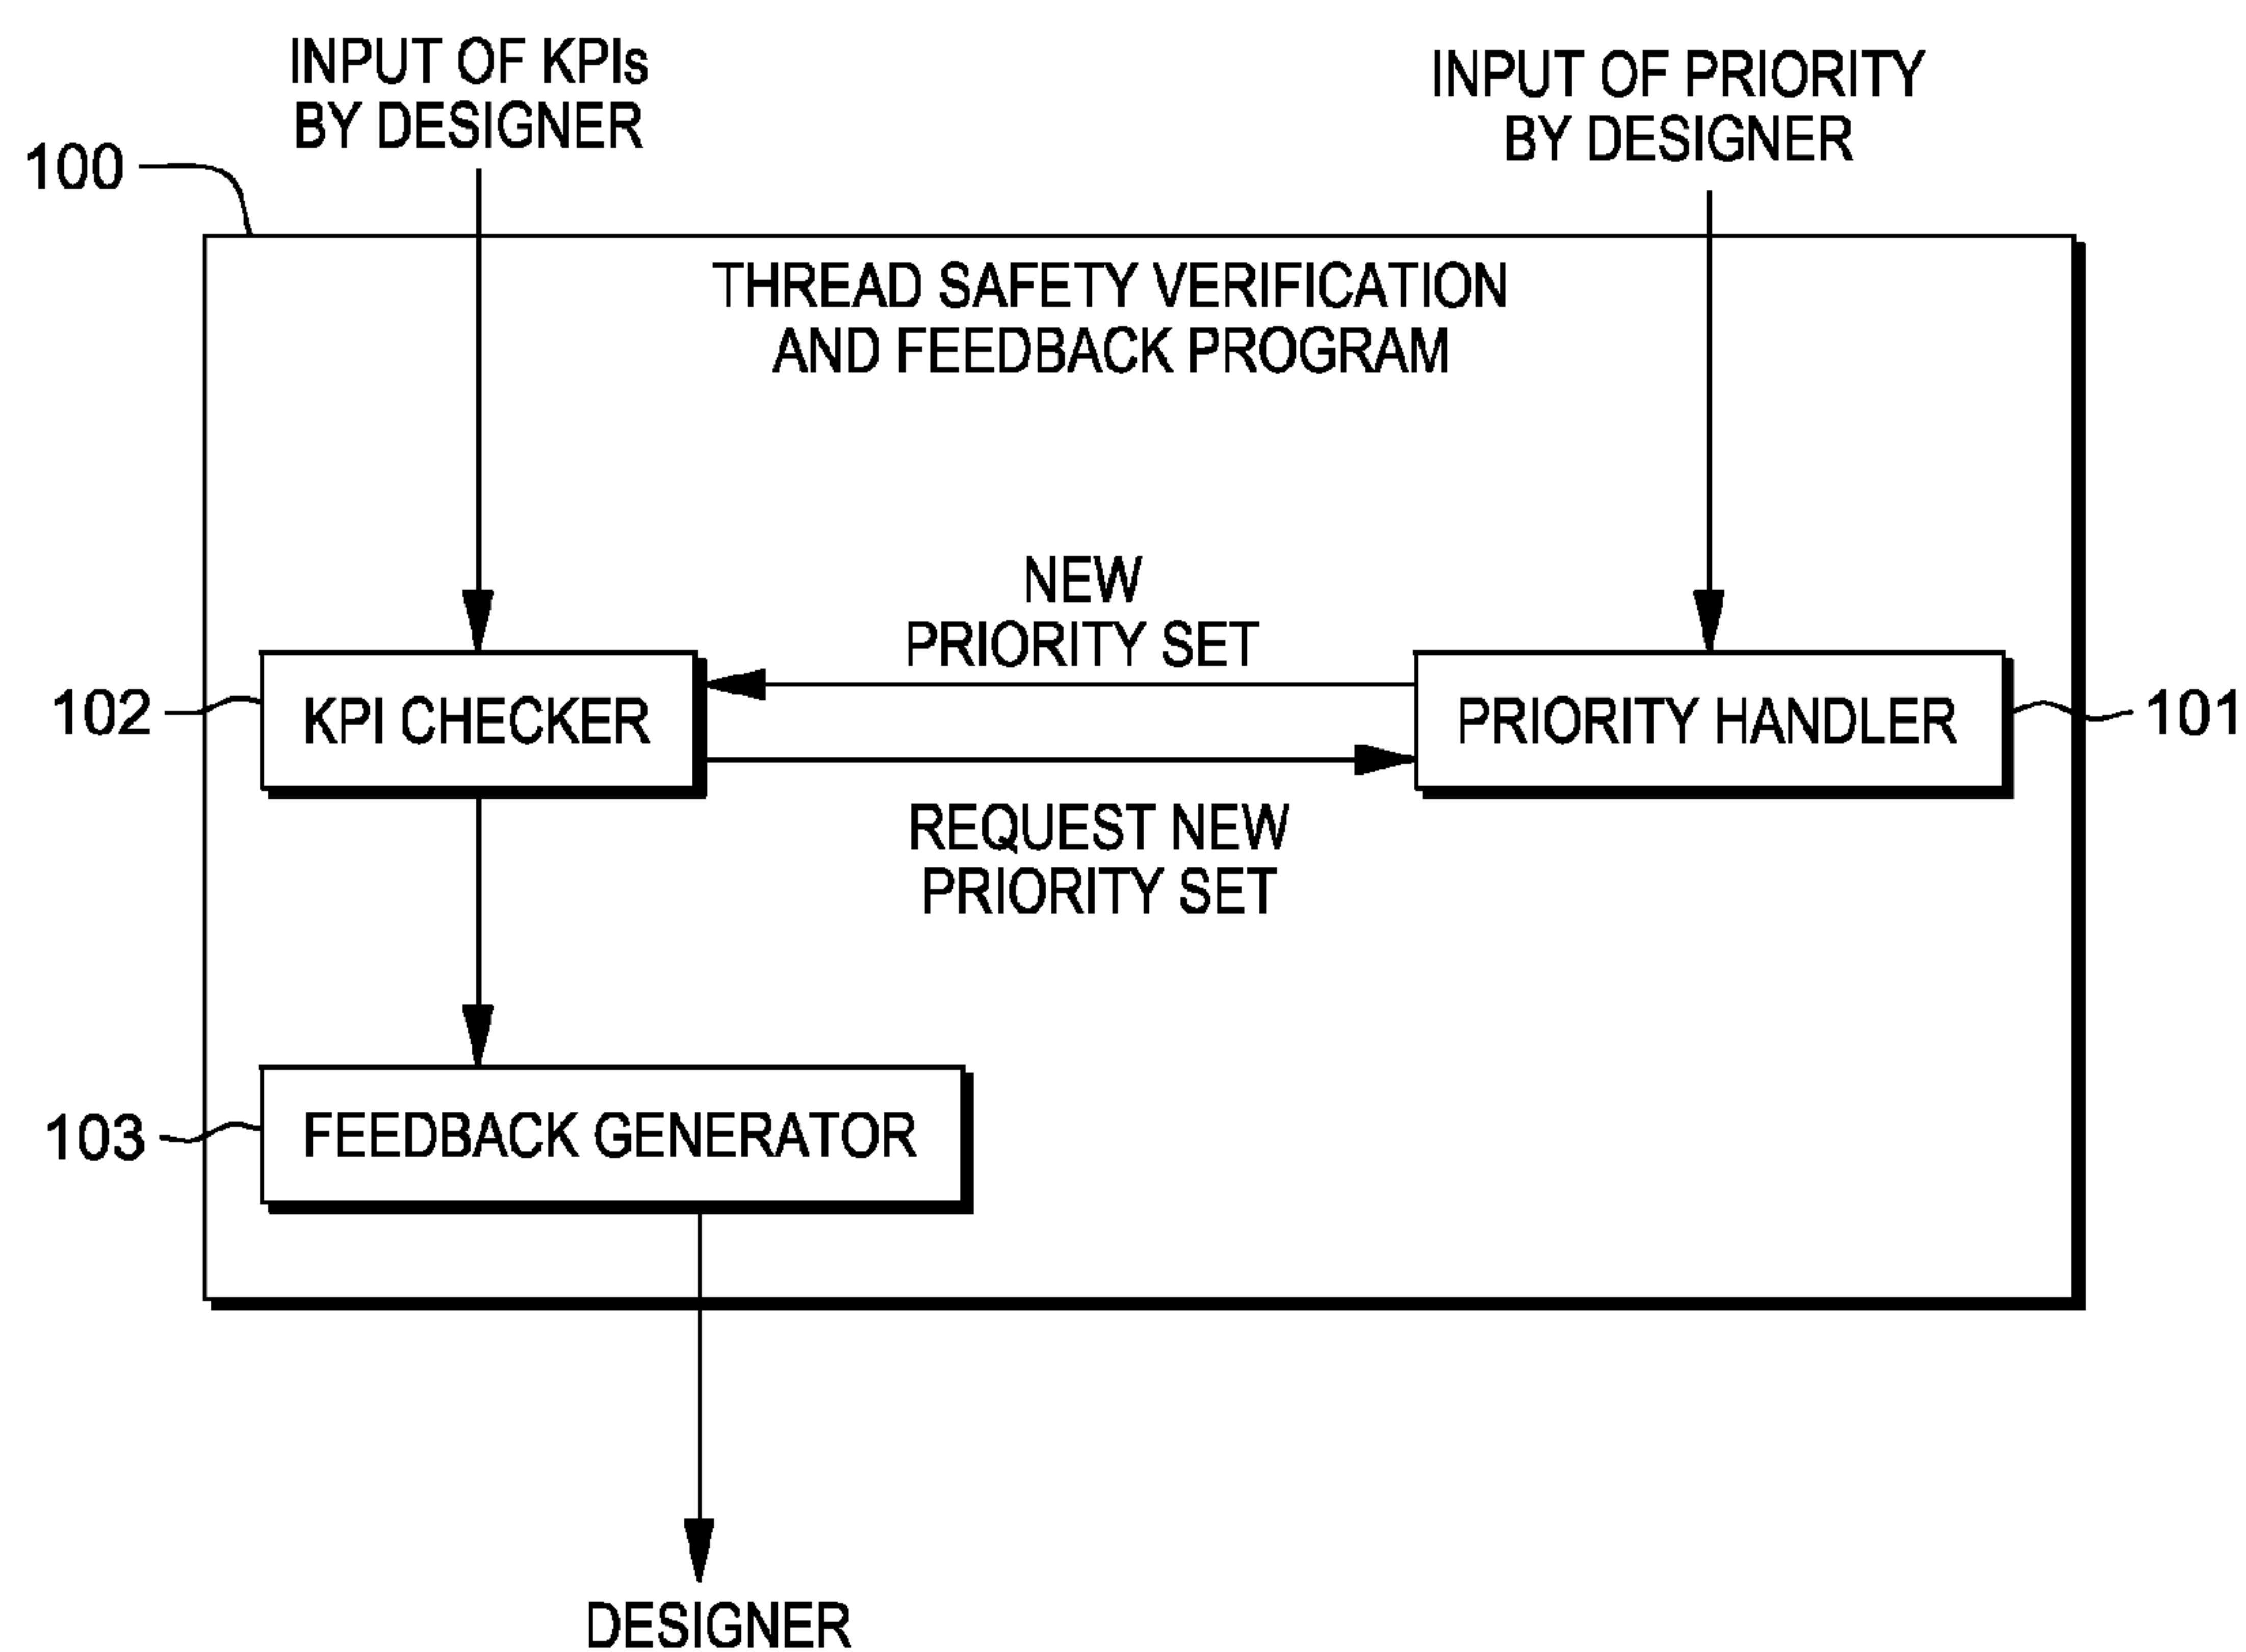 INPUT OF KPIs
BY DESIGNER
INPUT OF PRIORITY
BY DESIGNER
100
THREAD SAFETY VERIFICATION
AND FEEDBACK PROGRAM
NEW
PRIORITY SET
102
KPI CHECKER
PRIORITY HANDLER
101
REQUEST NEW
PRIORITY SET
103
FEEDBACK GENERATOR
DESIGNER